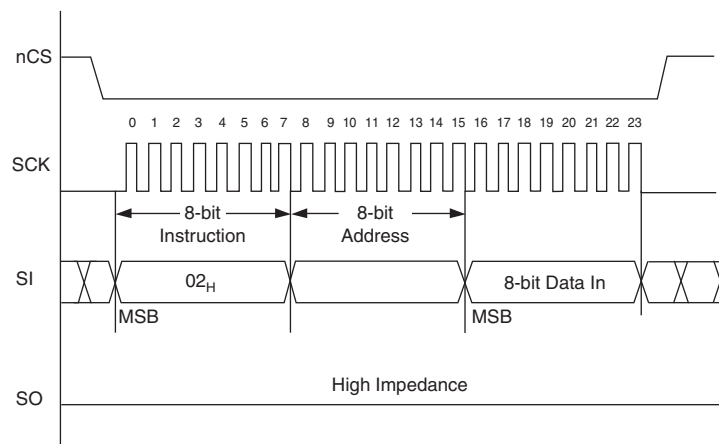 nCS
0 1 2 3 4 5 6 7 8 9 10 11 12 13 14 15 16 17 18 19 20 21 22 23
SCK
8-bit
Instruction
8-bit
Address
SI
02H
8-bit Data In
MSB
MSB
High Impedance
SO